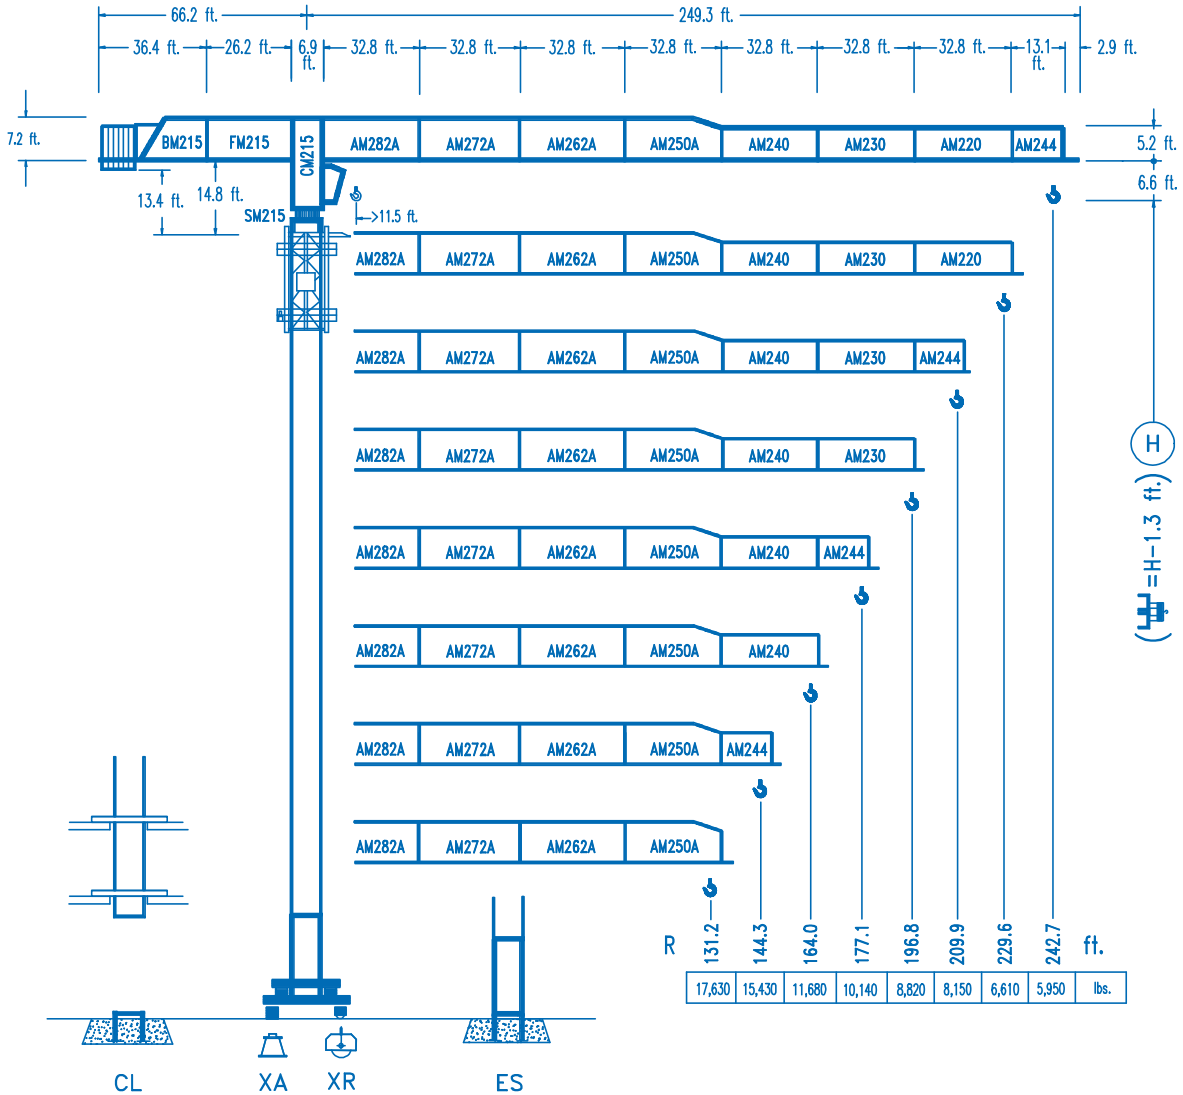 66.2 ft. 249.3 ft.
36.4 ft. 26.2 ft. 6.9 ft. 32.8 ft. 32.8 ft. 32.8 ft. 32.8 ft. 32.8 ft. 32.8 ft. 32.8 ft. 13.1 ft. 2.9 ft.
7.2 ft. BM215 FM215 CM215 AM282A AM272A AM262A AM250A AM240 AM230 AM220 AM244 5.2 ft.
6.6 ft.
13.4 ft. 14.8 ft.
SM215 >11.5 ft.
AM282A AM272A AM262A AM250A AM240 AM230 AM220
AM282A AM272A AM262A AM250A AM240 AM230 AM244
H
AM282A AM272A AM262A AM250A AM240 AM230
( =H-1.3 ft.)
AM282A AM272A AM262A AM250A AM240 AM244
AM282A AM272A AM262A AM250A AM240
AM282A AM272A AM262A AM250A AM244
AM282A AM272A AM262A AM250A
R 131.2 144.3 164.0 177.1 196.8 209.9 229.6 242.7 ft.
17,630 15,430 11,680 10,140 8,820 8,150 6,610 5,950 lbs.
CL XA XR ES